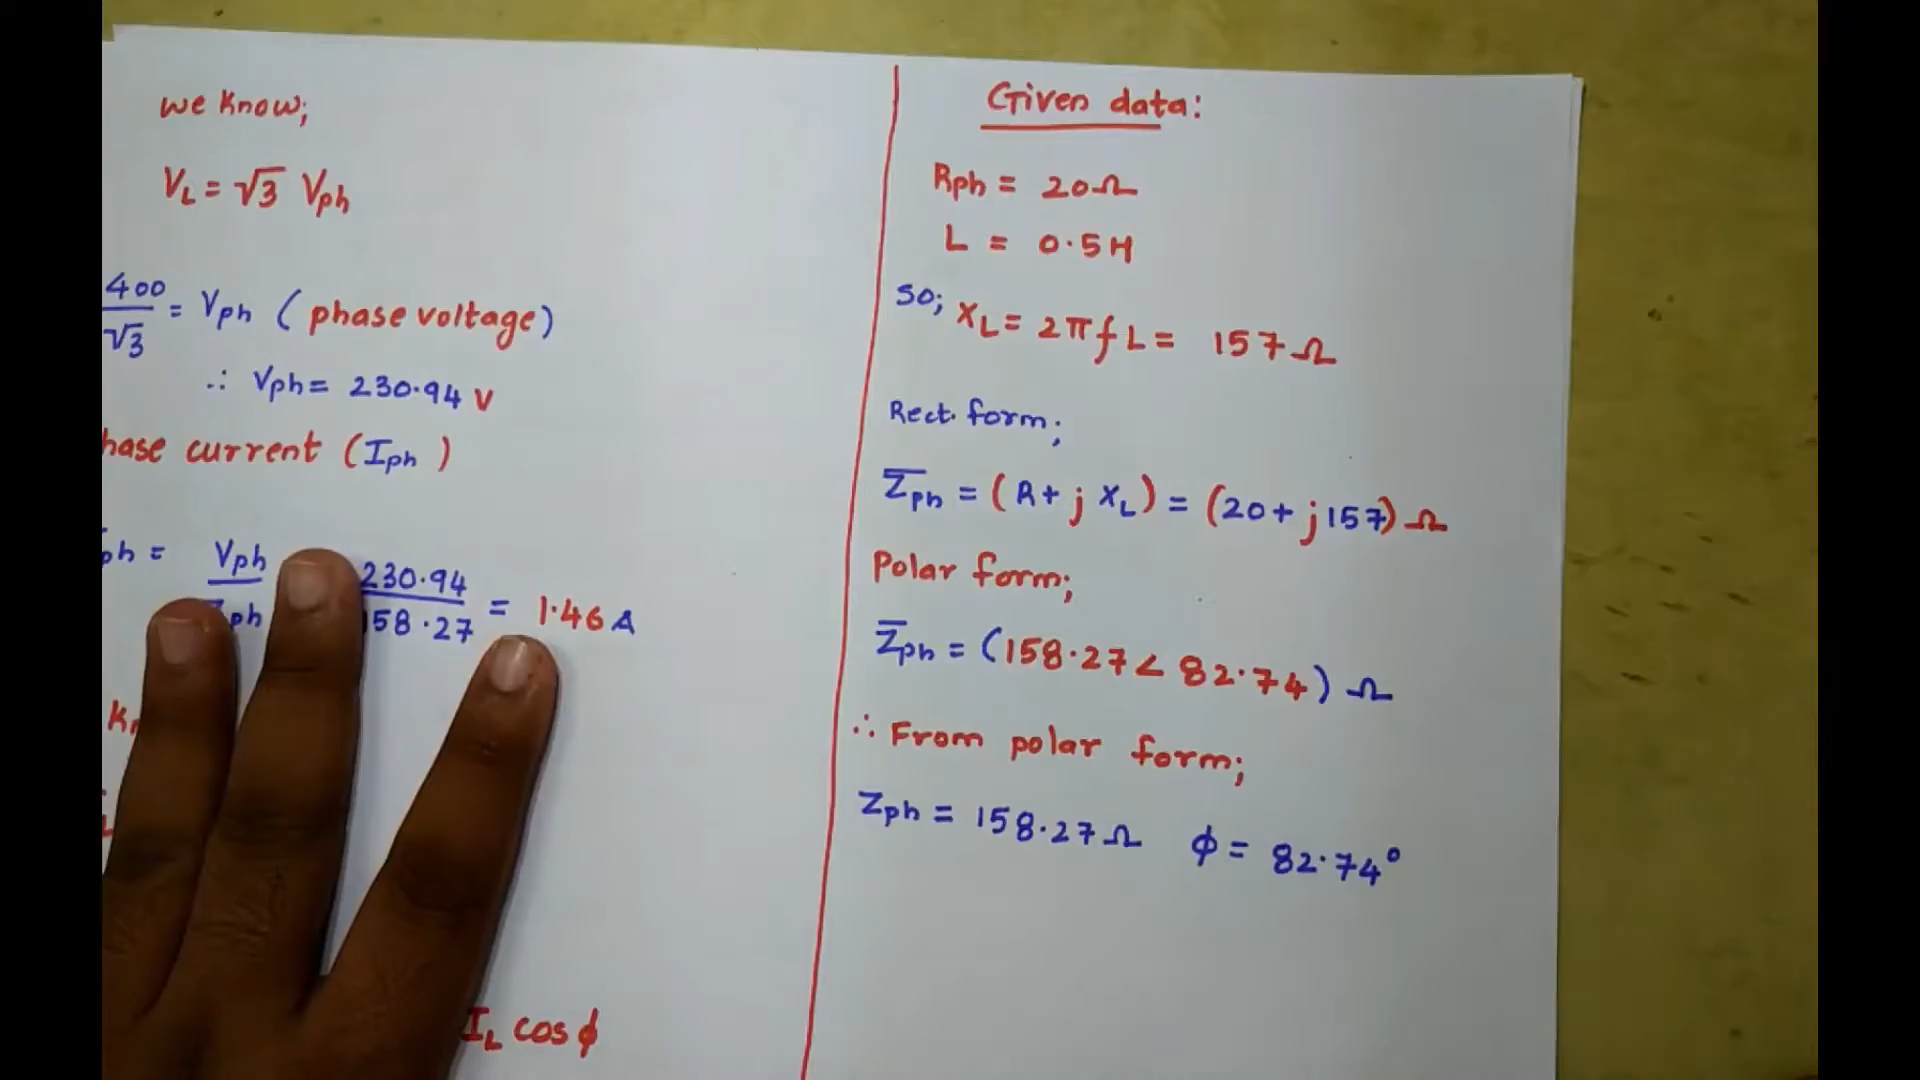 we know;
VL = √3 Vph
400/√3 = Vph (phase voltage)
∴ Vph = 230.94 V
hase current (Iph)
ph = Vph 230.94/158.27 = 1.46 A
IL cos ϕ
Given data:
Rph = 20Ω
L = 0.5H
so; XL = 2πfL = 157Ω
Rect. form;
Zph = (R + j XL) = (20 + j157) Ω
Polar form;
Zph = (158.27 < 82.74) Ω
∴ From polar form;
Zph = 158.27Ω ϕ = 82.74°